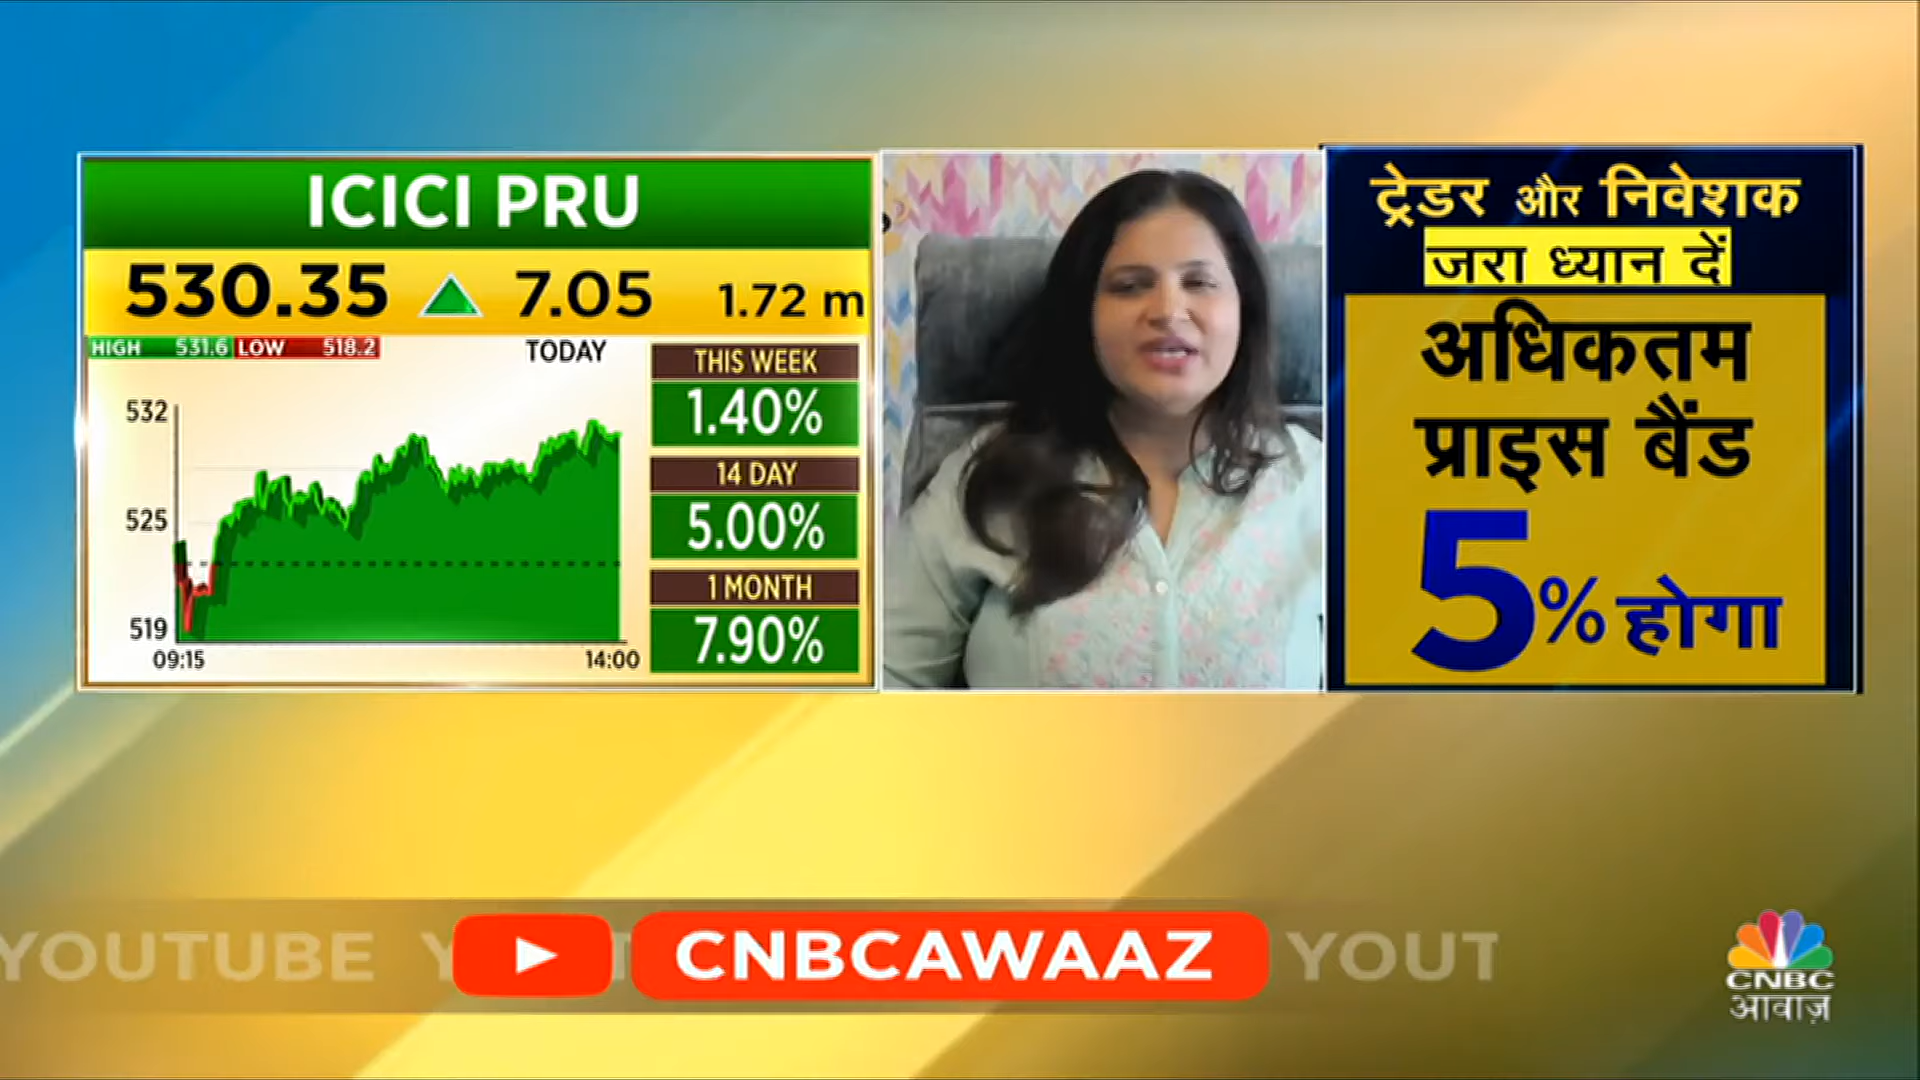 ICICI PRU
530.35 7.05 1.72 m
HIGH 531.6 LOW 518.2
TODAY
532
525
519
09:15 14:00
THIS WEEK
1.40%
14 DAY
5.00%
1 MONTH
7.90%
ट्रेडर और निवेशक
जरा ध्यान दें
अधिकतम
प्राइस बैंड
5% होगा
YOUTUBE CNBCAWAAZ YOUT
CNBC
आवाज़